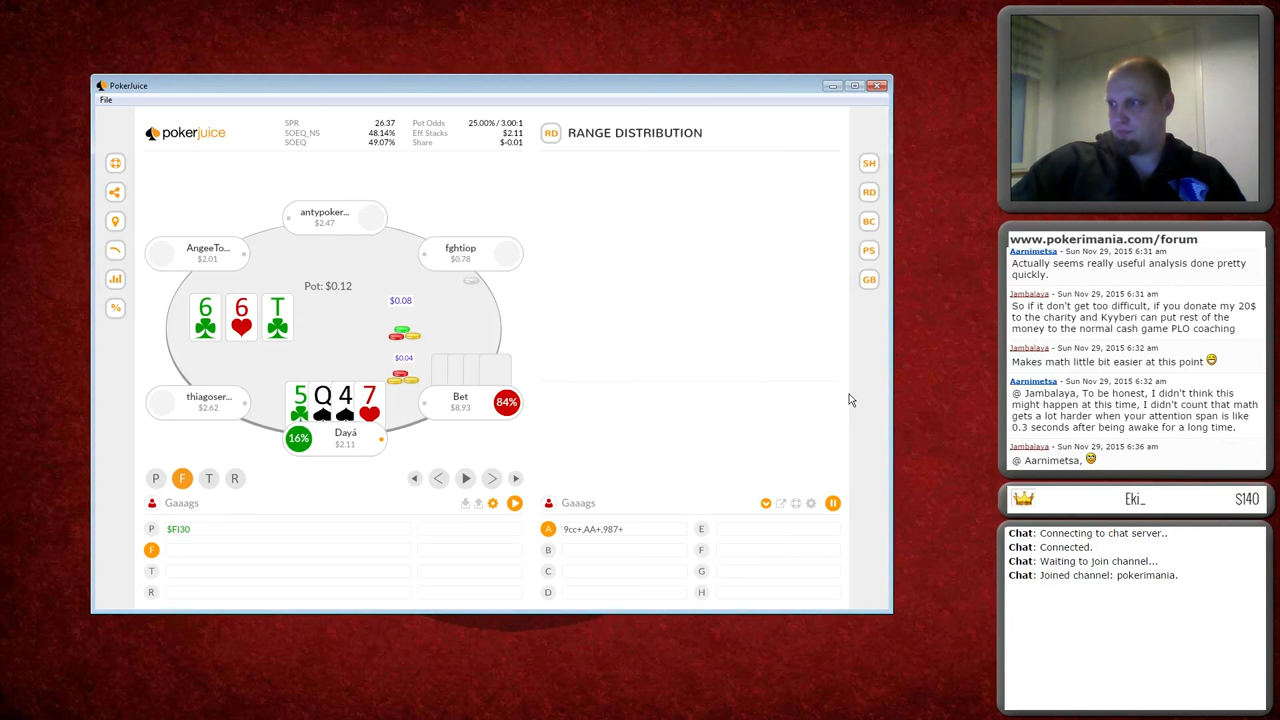 PokerJuice
File
pokerjuice
SPR 26.37
SOEQ_NS 48.14%
SOEQ 49.07%
Pot Odds 25.00% / 3.00:1
Eff. Stacks $2.11
Share $-0.01
RD RANGE DISTRIBUTION
SH
RD
BC
PS
GB
%
antypoker...
$2.47
AngeeTo...
$2.01
fghtiop
$0.78
Pot: $0.12
$0.08
6 6 T
$0.04
5 Q 4 7
thiagoser...
$2.62
Bet
$8.93
84%
16%
Dayá
$2.11
P F T R
Gaaags
P $FI30
F
T
R
Gaaags
A 9cc+,AA+,987+ E
B F
C G
D H
www.pokerimania.com/forum
Aarnimetsa - Sun Nov 29, 2015 6:31 am
Actually seems really useful analysis done pretty
quickly.
Jambalaya - Sun Nov 29, 2015 6:31 am
So if it don't get too difficult, if you donate my 20$
to the charity and Kyyberi can put rest of the
money to the normal cash game PLO coaching
Jambalaya - Sun Nov 29, 2015 6:32 am
Makes math little bit easier at this point
Aarnimetsa - Sun Nov 29, 2015 6:32 am
@ Jambalaya, To be honest, I didn't think this
might happen at this time, I didn't count that math
gets a lot harder when your attention span is like
0.3 seconds after being awake for a long time.
Jambalaya - Sun Nov 29, 2015 6:36 am
@ Aarnimetsa,
Eki_ $140
Chat: Connecting to chat server..
Chat: Connected.
Chat: Waiting to join channel...
Chat: Joined channel: pokerimania.